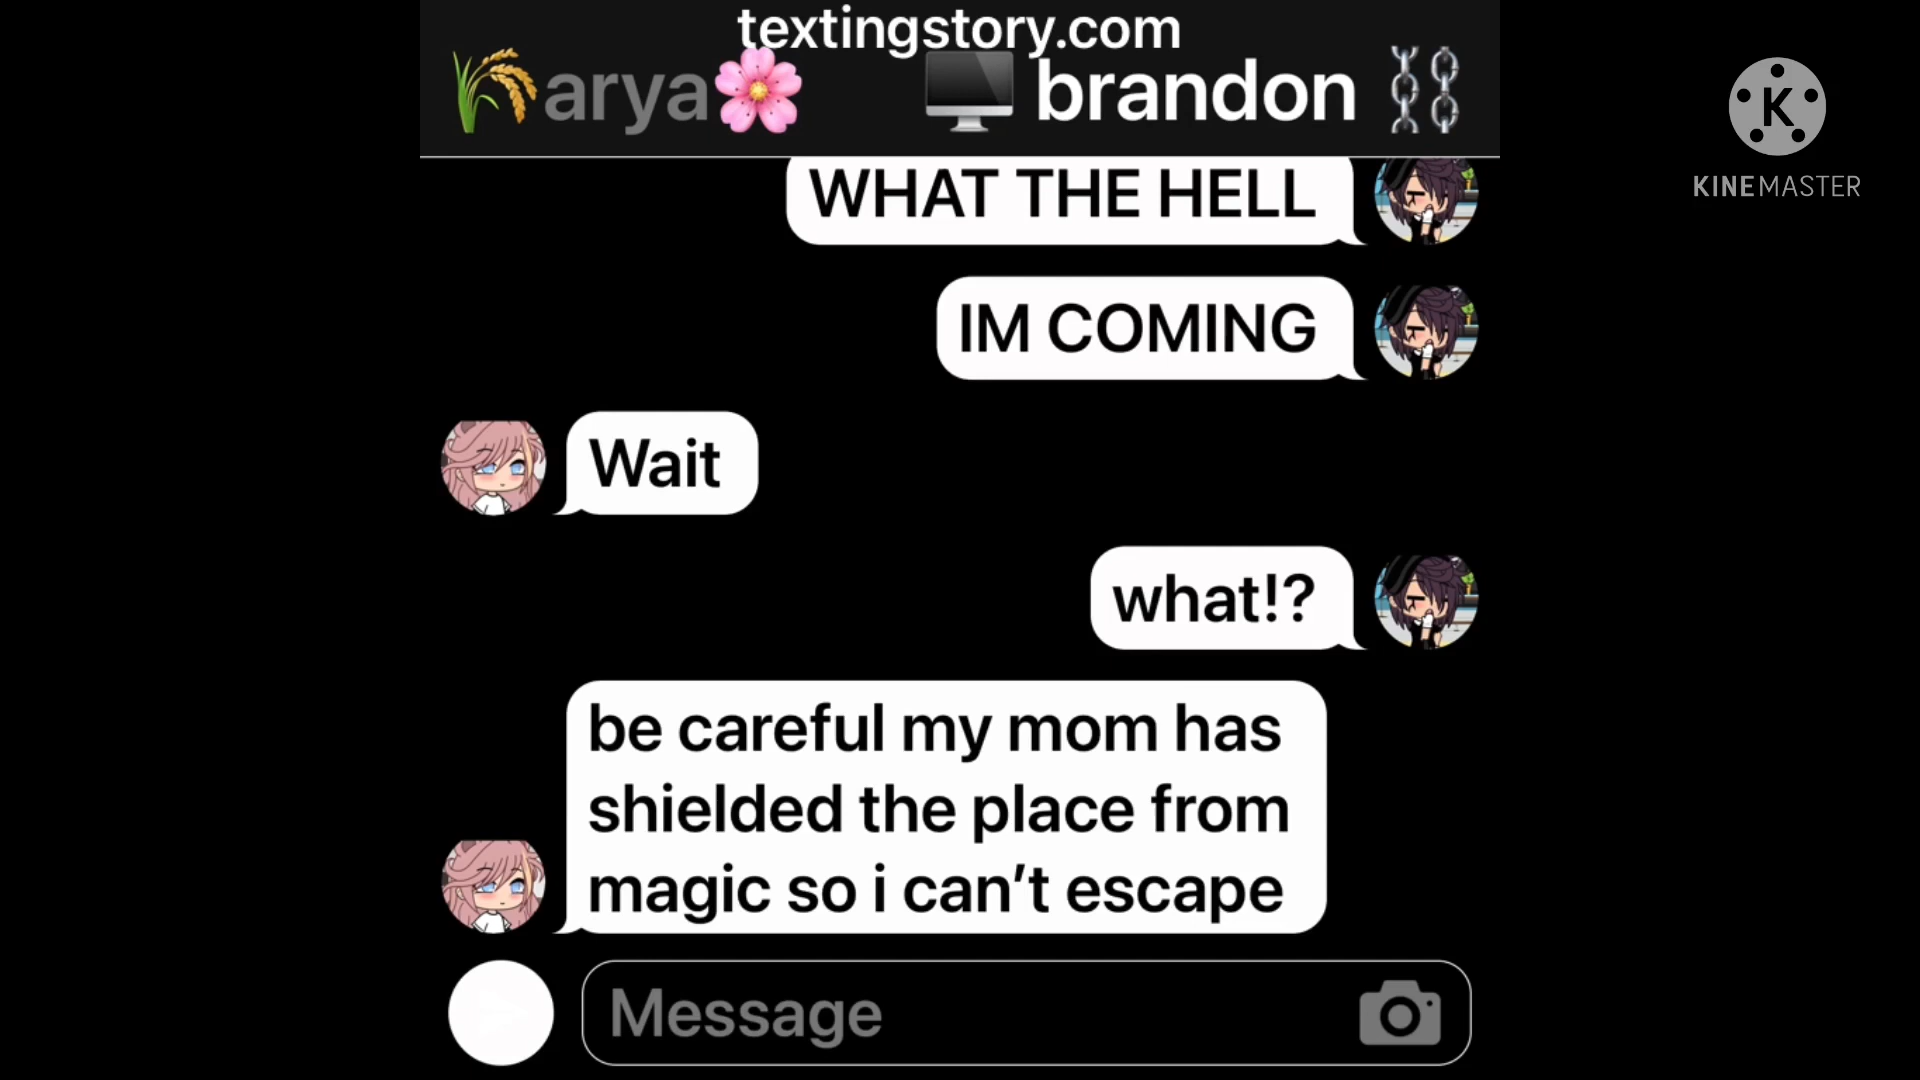 textingstory.com
arya brandon
K
KINEMASTER
WHAT THE HELL
IM COMING
Wait
what!?
be careful my mom has
shielded the place from
magic so i can’t escape
Message